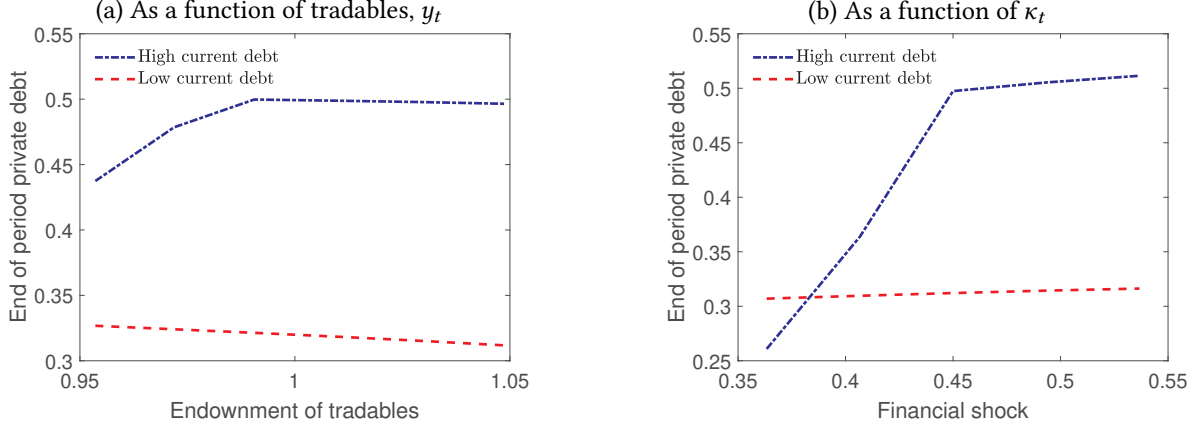 (a) As a function of tradables, y_t
0.55
0.5
0.45
0.4
0.35
0.3
High current debt
Low current debt
End of period private debt
0.95
1
1.05
Endownment of tradables
(b) As a function of κ_t
0.55
0.5
0.45
0.4
0.35
0.3
0.25
High current debt
Low current debt
End of period private debt
0.35
0.4
0.45
0.5
0.55
Financial shock